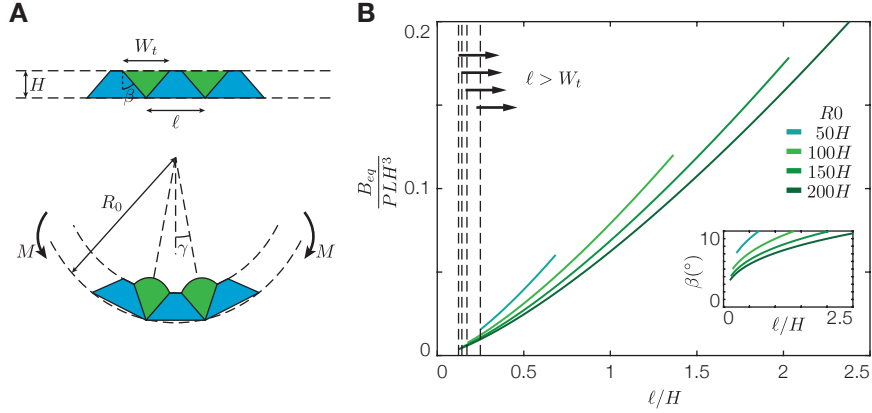 A
W_t
H
β
ℓ
R_0
γ
M
M
B
B_eq / PLH^3
0.2
0.1
0
ℓ > W_t
R0
50H
100H
150H
200H
β(°)
10
0
0
2.5
ℓ/H
0
0.5
1
1.5
2
2.5
ℓ/H